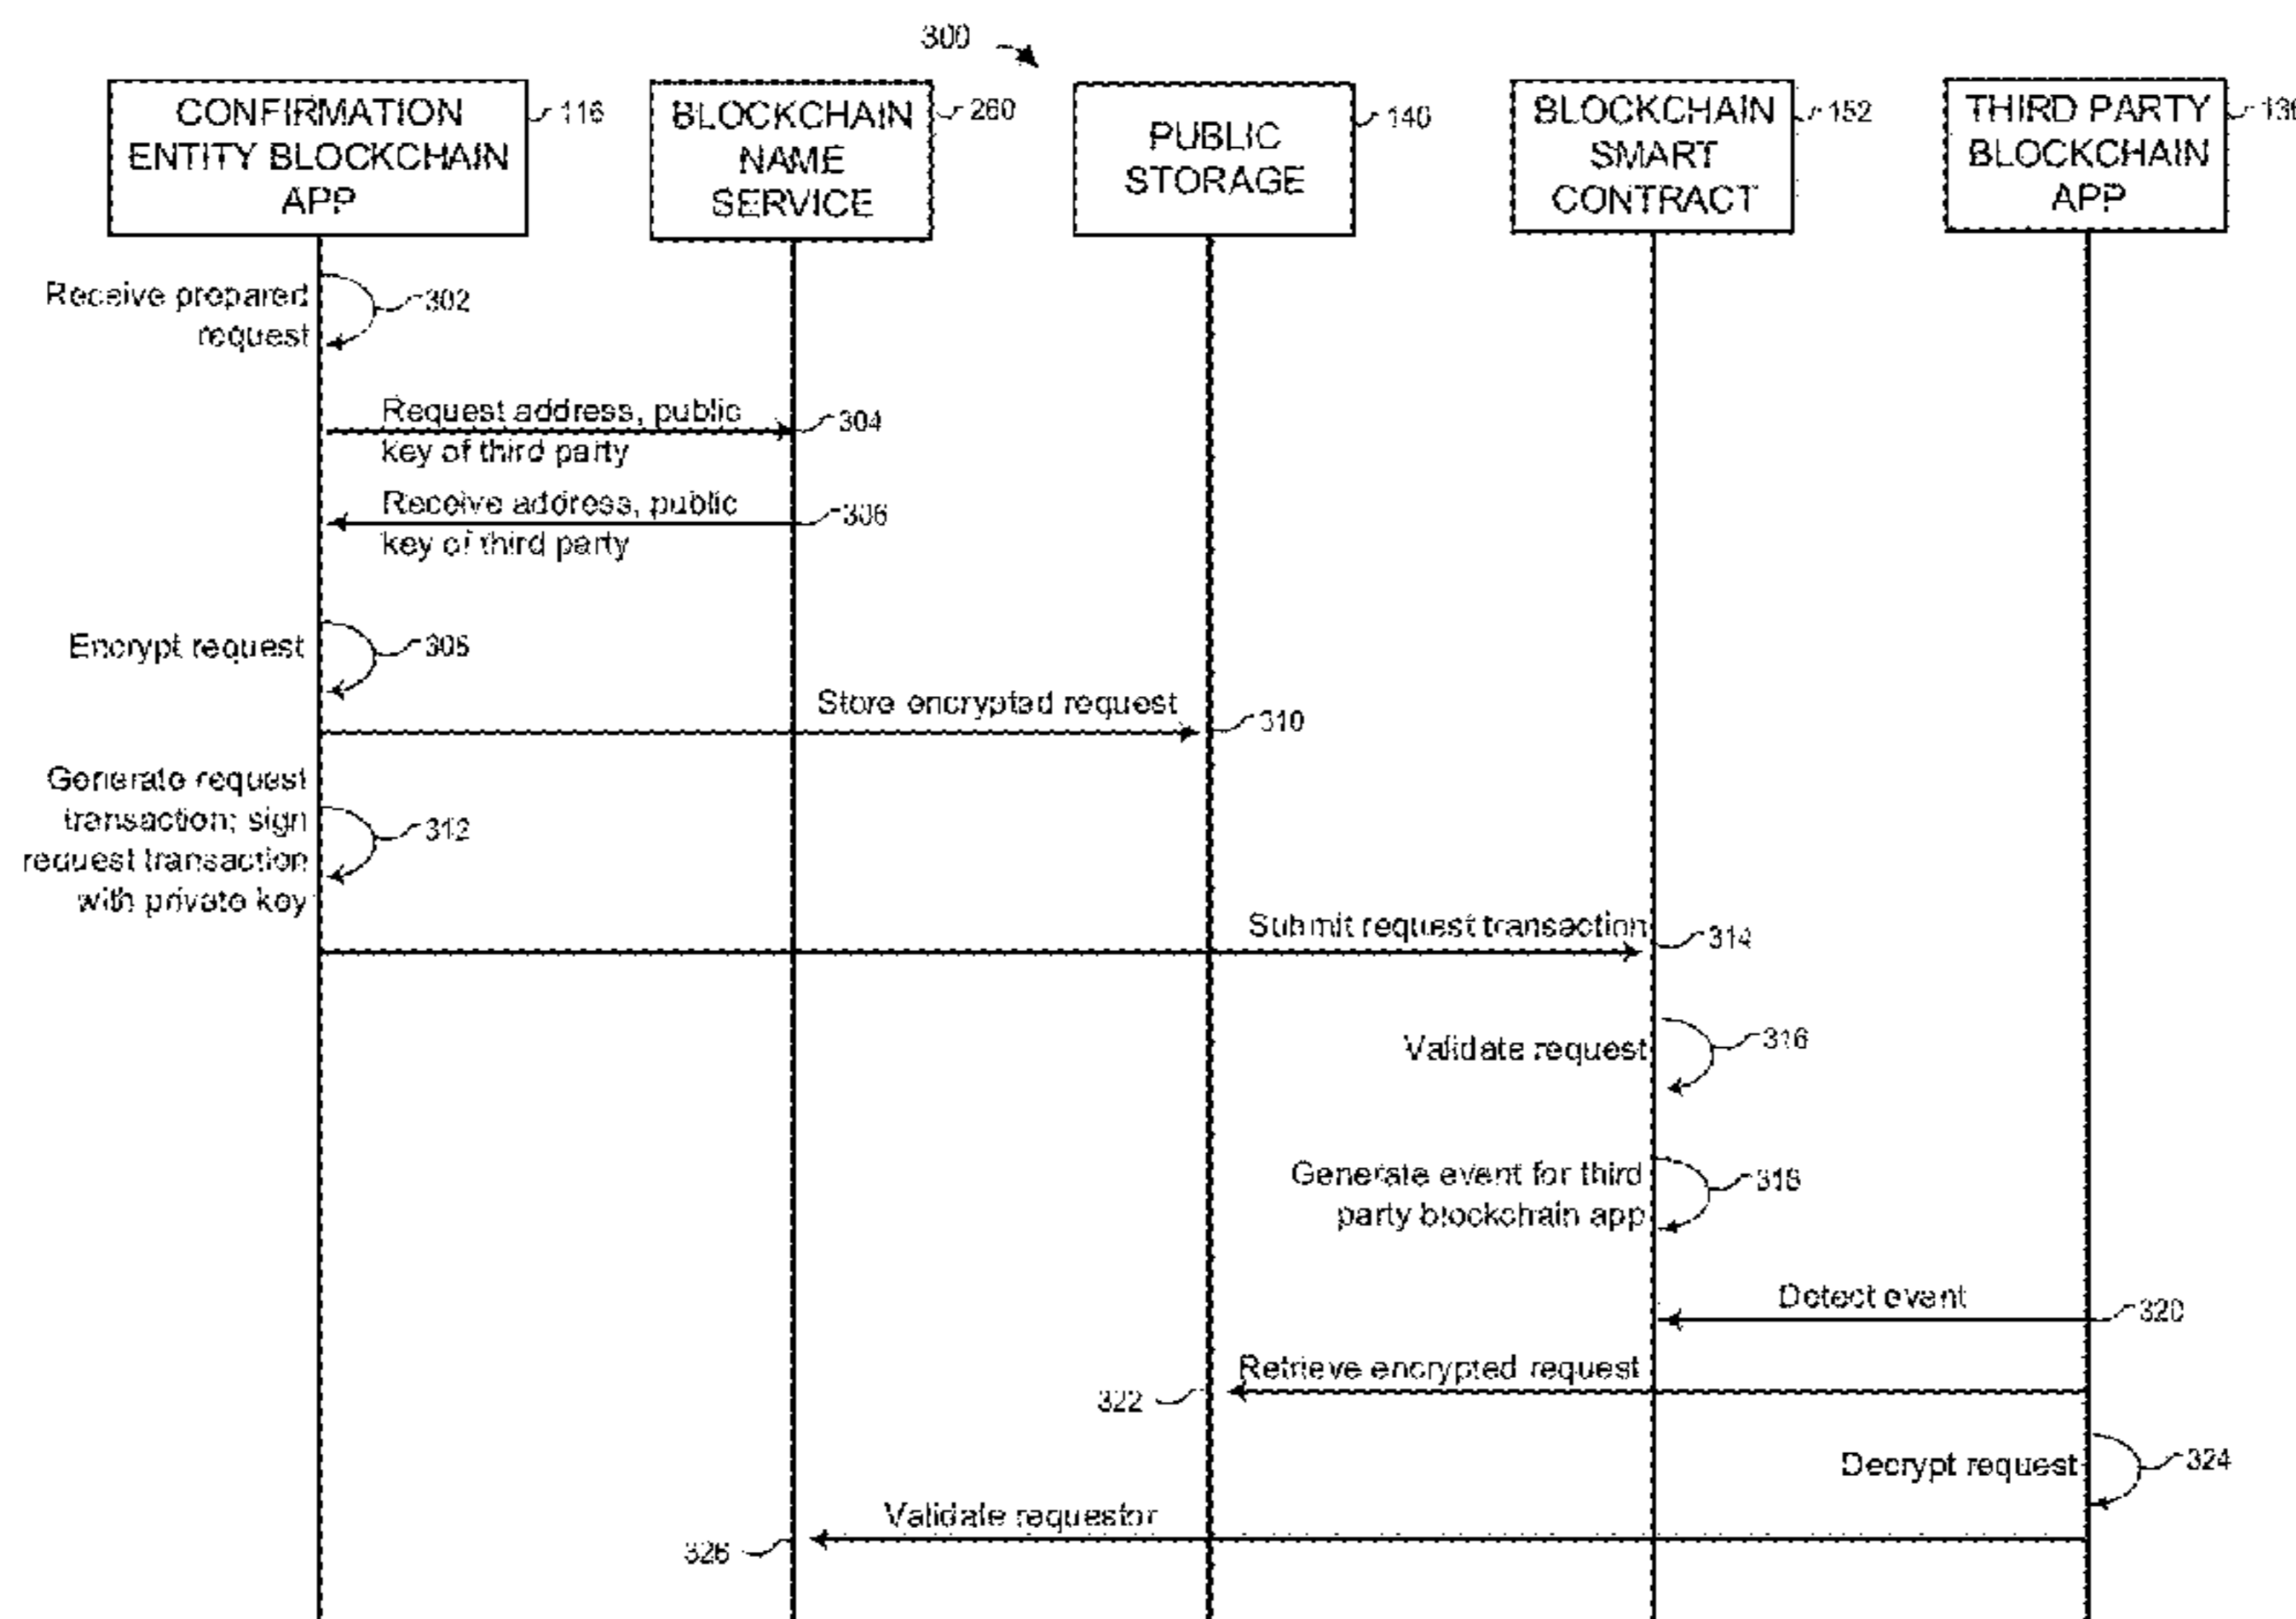 300
CONFIRMATION
ENTITY BLOCKCHAIN
APP
116
BLOCKCHAIN
NAME
SERVICE
260
PUBLIC
STORAGE
140
BLOCKCHAIN
SMART
CONTRACT
152
THIRD PARTY
BLOCKCHAIN
APP
Receive prepared
request
302
Request address, public
key of third party
304
Receive address, public
key of third party
306
Encrypt request
Store encrypted request
310
Generate request
transaction; sign
request transaction
with private key
312
Submit request transaction
314
Validate request
316
Generate event for third
party blockchain app
318
Detect event
320
Retrieve encrypted request
322
Decrypt request
324
Validate requestor
326